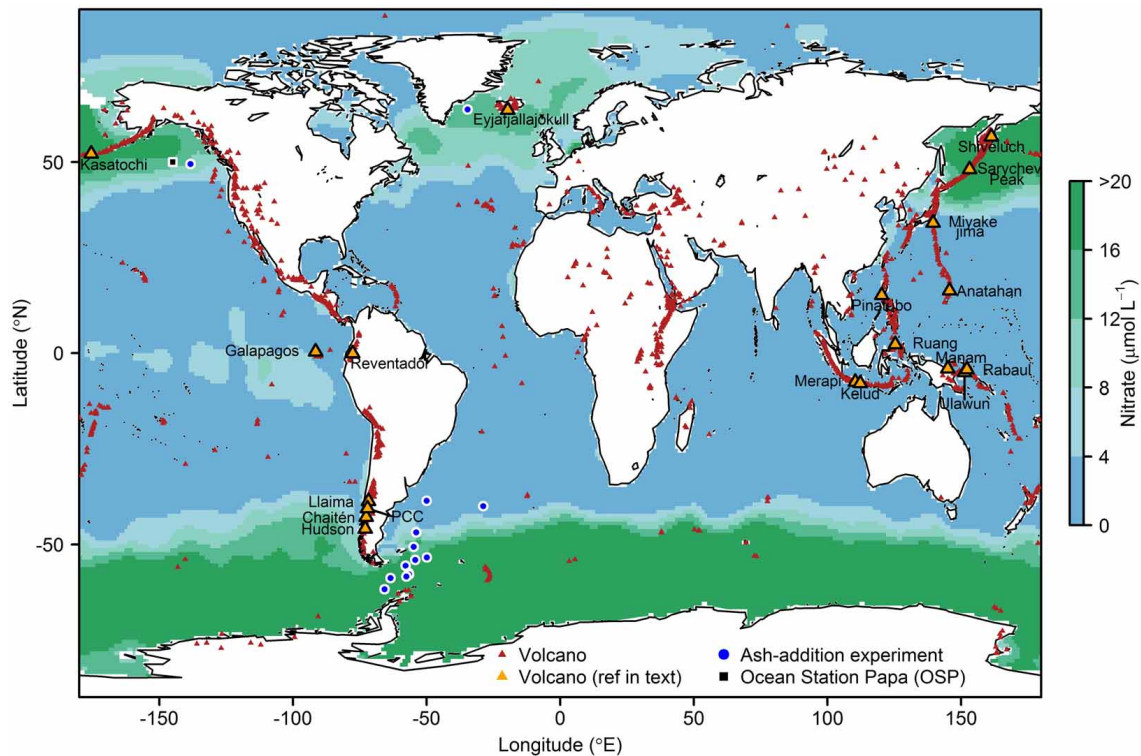 Eyjafjallajökull
Kasatochi
Shiveluch
Sarychev
Peak
Miyake
jima
Anatahan
Pinatubo
Galapagos
Reventador
Ruang
Manam
Rabaul
Merapi
Kelud
Ulawun
Llaima
Chaitén
PCC
Hudson
Volcano
Volcano (ref in text)
Ash-addition experiment
Ocean Station Papa (OSP)
50
0
-50
Latitude (°N)
-150
-100
-50
0
50
100
150
Longitude (°E)
>20
16
12
8
4
0
Nitrate (μmol L⁻¹)